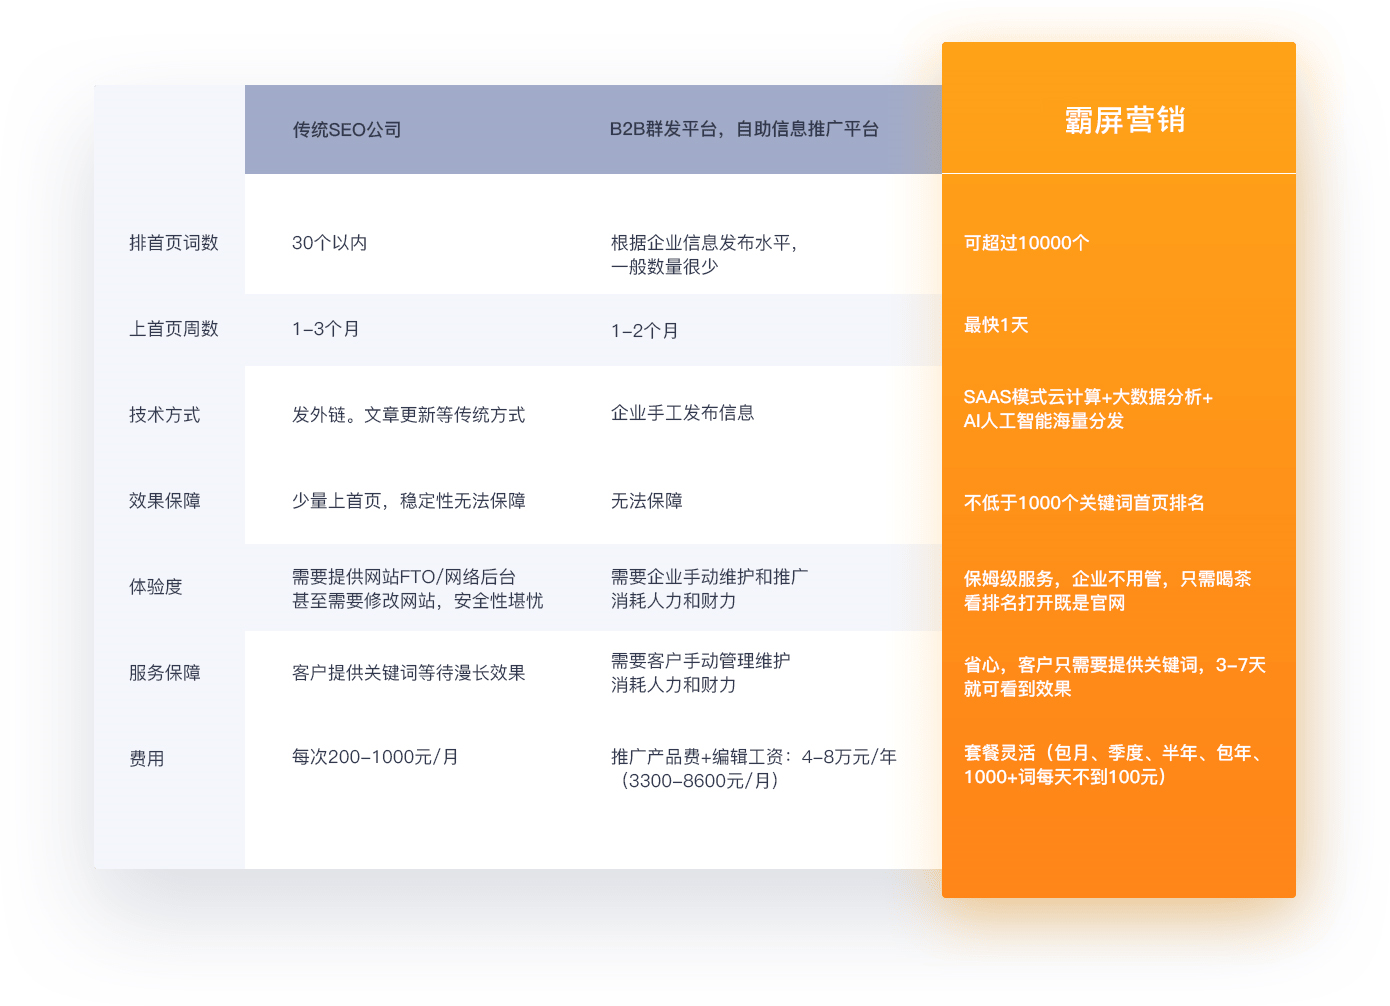 传统SEO公司
B2B群发平台，自助信息推广平台
霸屏营销
排首页词数
30个以内
根据企业信息发布水平，
一般数量很少
可超过10000个
上首页周数
1-3个月
1-2个月
最快1天
技术方式
发外链。文章更新等传统方式
企业手工发布信息
SAAS模式云计算+大数据分析+
AI人工智能海量分发
效果保障
少量上首页，稳定性无法保障
无法保障
不低于1000个关键词首页排名
体验度
需要提供网站FTO/网络后台
甚至需要修改网站，安全性堪忧
需要企业手动维护和推广
消耗人力和财力
保姆级服务，企业不用管，只需喝茶
看排名打开既是官网
服务保障
客户提供关键词等待漫长效果
需要客户手动管理维护
消耗人力和财力
省心，客户只需要提供关键词，3-7天
就可看到效果
费用
每次200-1000元/月
推广产品费+编辑工资：4-8万元/年
（3300-8600元/月）
套餐灵活（包月、季度、半年、包年、
1000+词每天不到100元）